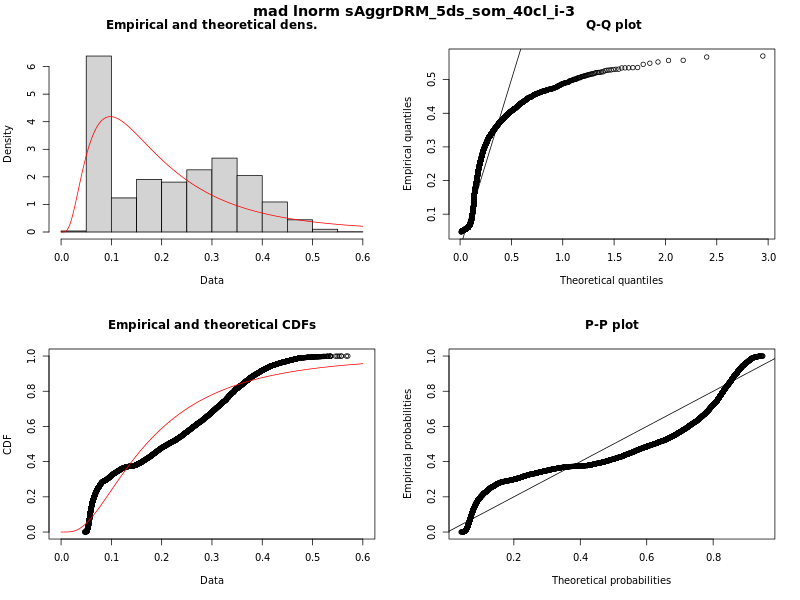 mad lnorm sAggrDRM_5ds_som_40cl_i-3
Empirical and theoretical dens.
Density
0 1 2 3 4 5 6
0.0 0.1 0.2 0.3 0.4 0.5 0.6
Data
Q-Q plot
Empirical quantiles
0.1 0.2 0.3 0.4 0.5
0.0 0.5 1.0 1.5 2.0 2.5 3.0
Theoretical quantiles
Empirical and theoretical CDFs
CDF
0.0 0.2 0.4 0.6 0.8 1.0
0.0 0.1 0.2 0.3 0.4 0.5 0.6
Data
P-P plot
Empirical probabilities
0.0 0.2 0.4 0.6 0.8 1.0
0.2 0.4 0.6 0.8
Theoretical probabilities